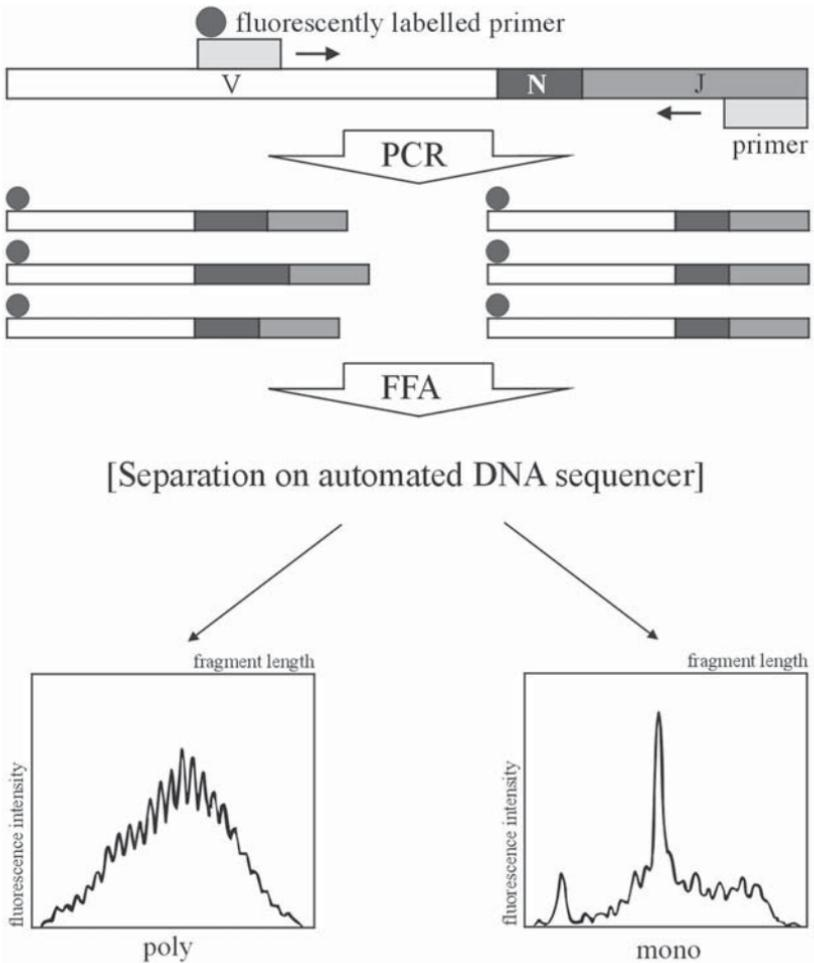 fluorescently labelled primer
V
N
J
primer
PCR
FFA
[Separation on automated DNA sequencer]
fragment length
fluorescence intensity
poly
fragment length
fluorescence intensity
mono